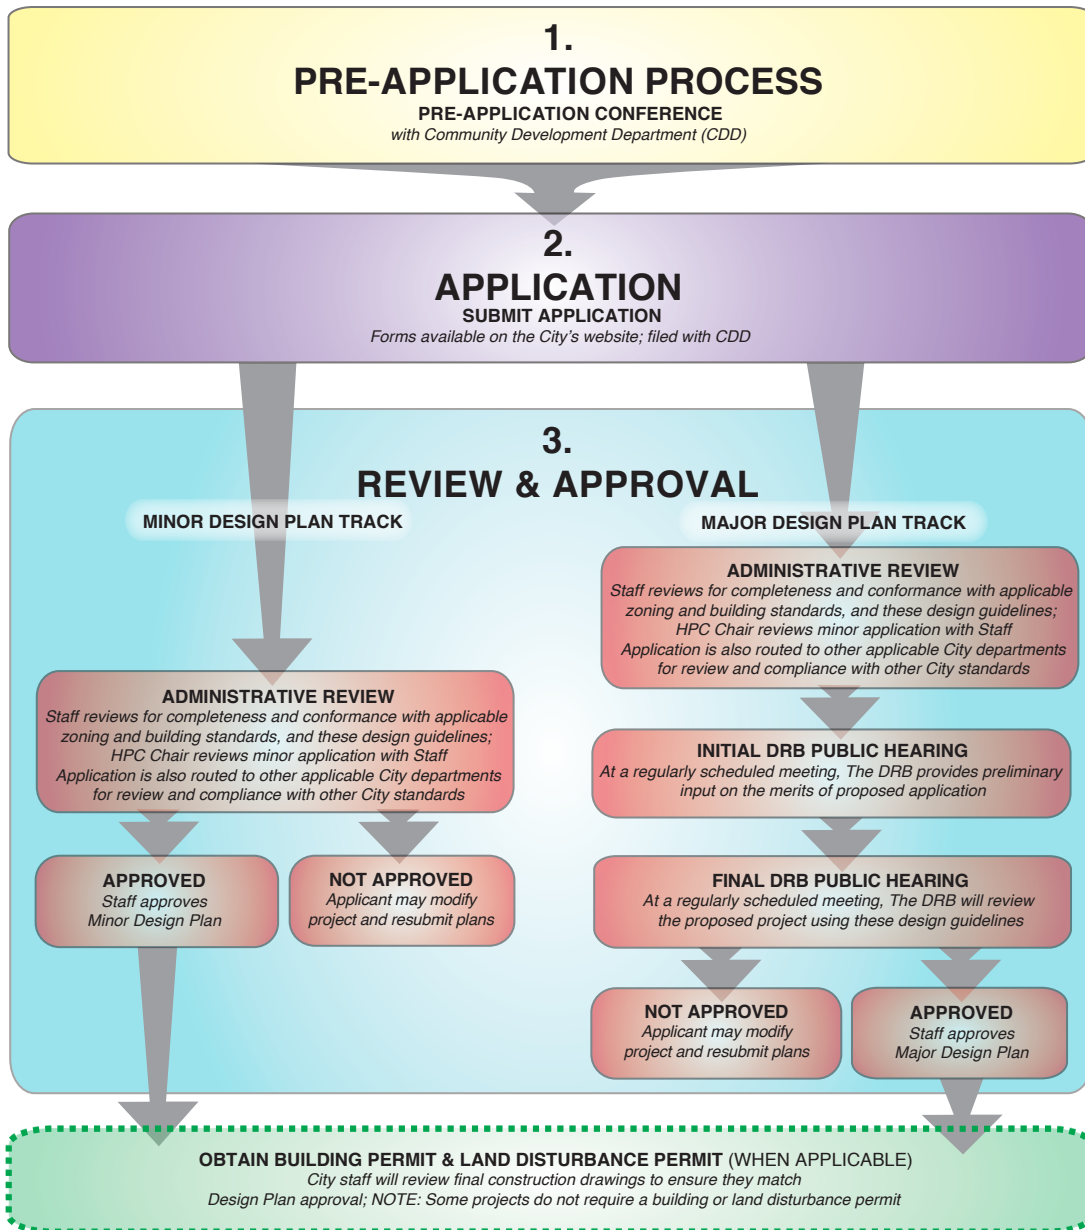 1.
PRE-APPLICATION PROCESS
PRE-APPLICATION CONFERENCE
with Community Development Department (CDD)
2.
APPLICATION
SUBMIT APPLICATION
Forms available on the City's website; filed with CDD
3.
REVIEW & APPROVAL
MINOR DESIGN PLAN TRACK
ADMINISTRATIVE REVIEW
Staff reviews for completeness and conformance with applicable
zoning and building standards, and these design guidelines;
HPC Chair reviews minor application with Staff
Application is also routed to other applicable City departments
for review and compliance with other City standards
APPROVED
Staff approves
Minor Design Plan
NOT APPROVED
Applicant may modify
project and resubmit plans
MAJOR DESIGN PLAN TRACK
ADMINISTRATIVE REVIEW
Staff reviews for completeness and conformance with applicable
zoning and building standards, and these design guidelines;
HPC Chair reviews minor application with Staff
Application is also routed to other applicable City departments
for review and compliance with other City standards
INITIAL DRB PUBLIC HEARING
At a regularly scheduled meeting, The DRB provides preliminary
input on the merits of proposed application
FINAL DRB PUBLIC HEARING
At a regularly scheduled meeting, The DRB will review
the proposed project using these design guidelines
NOT APPROVED
Applicant may modify
project and resubmit plans
APPROVED
Staff approves
Major Design Plan
OBTAIN BUILDING PERMIT & LAND DISTURBANCE PERMIT (WHEN APPLICABLE)
City staff will review final construction drawings to ensure they match
Design Plan approval; NOTE: Some projects do not require a building or land disturbance permit